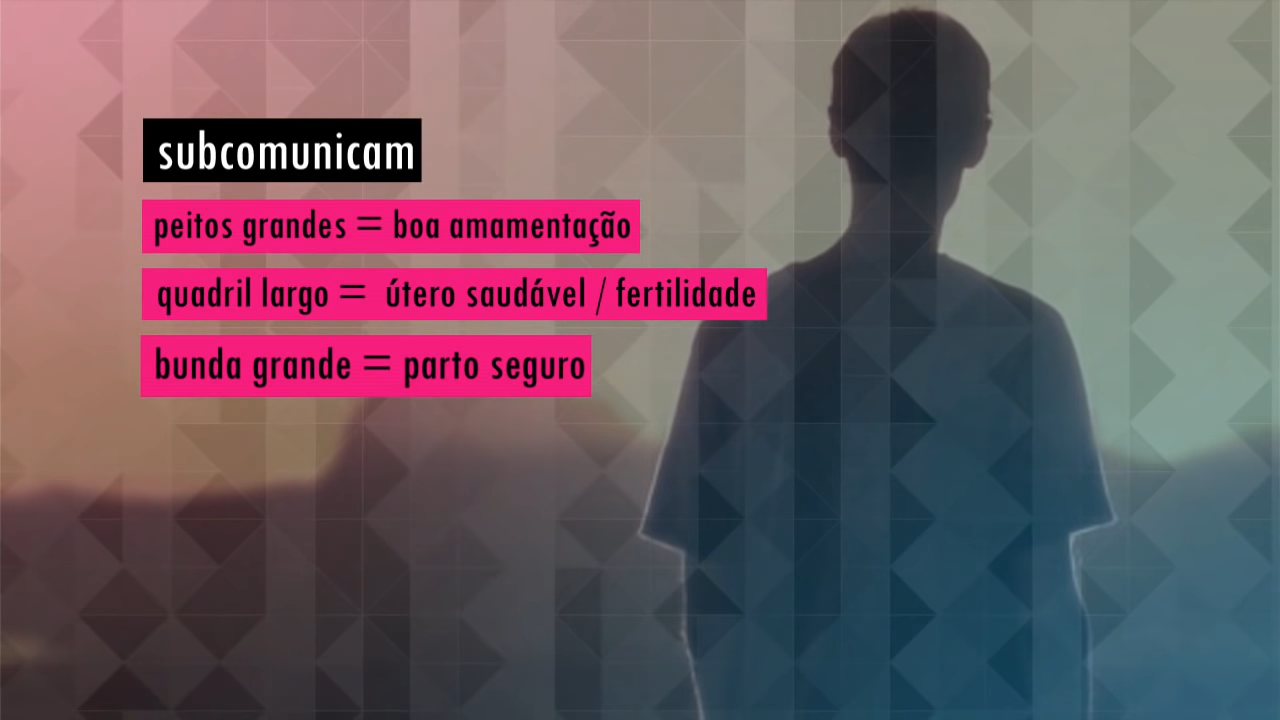 subcomunicam
peitos grandes = boa amamentação
quadril largo = útero saudável / fertilidade
bunda grande = parto seguro